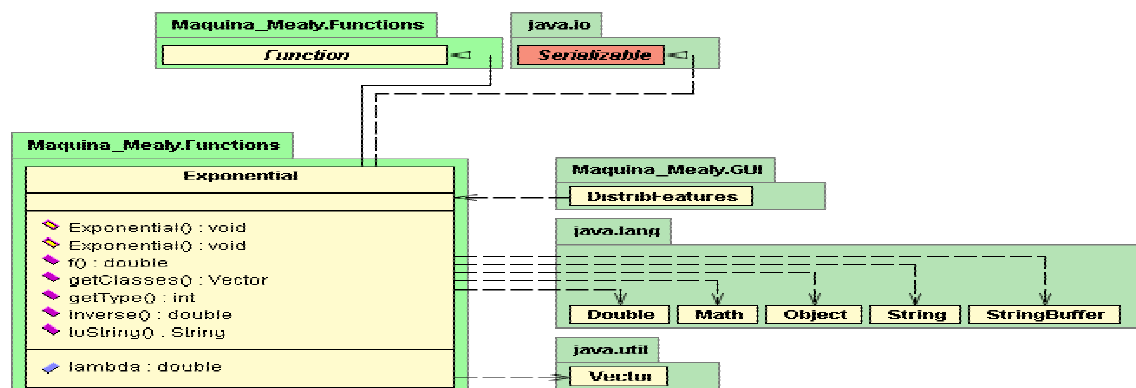 Maquina_Mealy.Functions
java.io
Function
Serializable
Maquina_Mealy.Functions
Exponential
Exponential() : void
Exponential() : void
f() : double
getClasses() : Vector
getType() : int
inverse() : double
toString() : String
lambda : double
Maquina_Mealy.GUI
DistribFeatures
java.lang
Double
Math
Object
String
StringBuffer
java.util
Vector